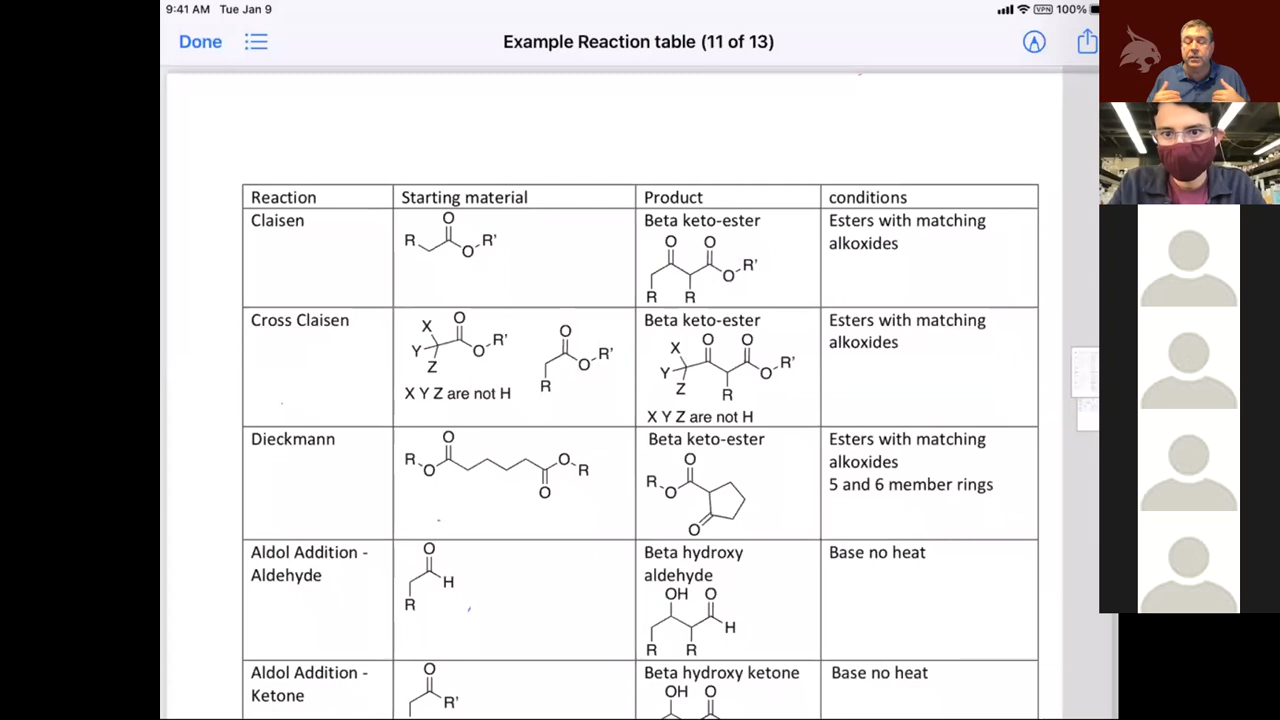 9:41 AM Tue Jan 9
VPN 100%
Done
Example Reaction table (11 of 13)
Reaction Starting material Product conditions
Claisen
O
R O R'
Beta keto-ester
O O
O R'
R R
Esters with matching
alkoxides
Cross Claisen
X O
Y O R'
Z
X Y Z are not H
O
O R'
R
Beta keto-ester
X O O
Y O R'
Z R
X Y Z are not H
Esters with matching
alkoxides
Dieckmann
O
R O O R
O
Beta keto-ester
O
R O
O
Esters with matching
alkoxides
5 and 6 member rings
Aldol Addition -
Aldehyde
O
H
R
Beta hydroxy
aldehyde
OH O
H
R R
Base no heat
Aldol Addition -
Ketone
O
R'
Beta hydroxy ketone
OH O
Base no heat